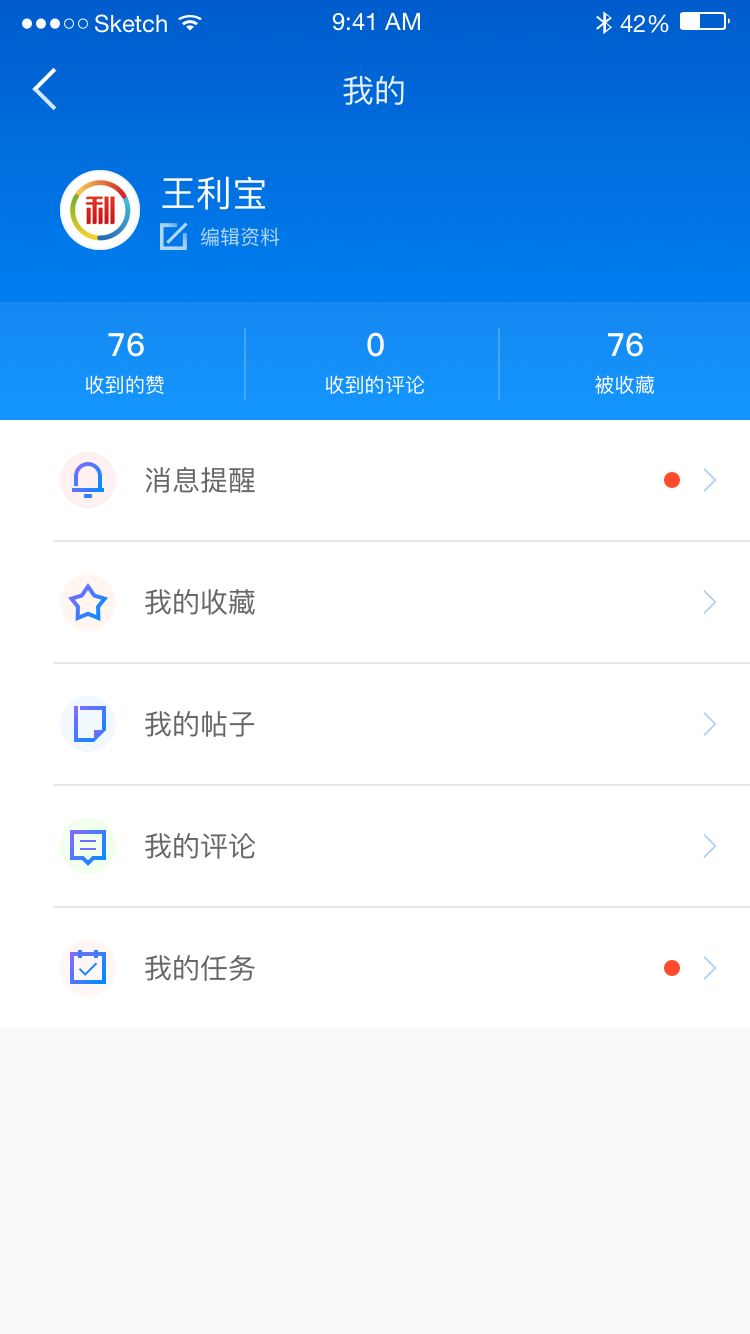 Sketch 9:41 AM 42%
我的
利
王利宝
编辑资料
76 0 76
收到的赞 收到的评论 被收藏
消息提醒
我的收藏
我的帖子
我的评论
我的任务